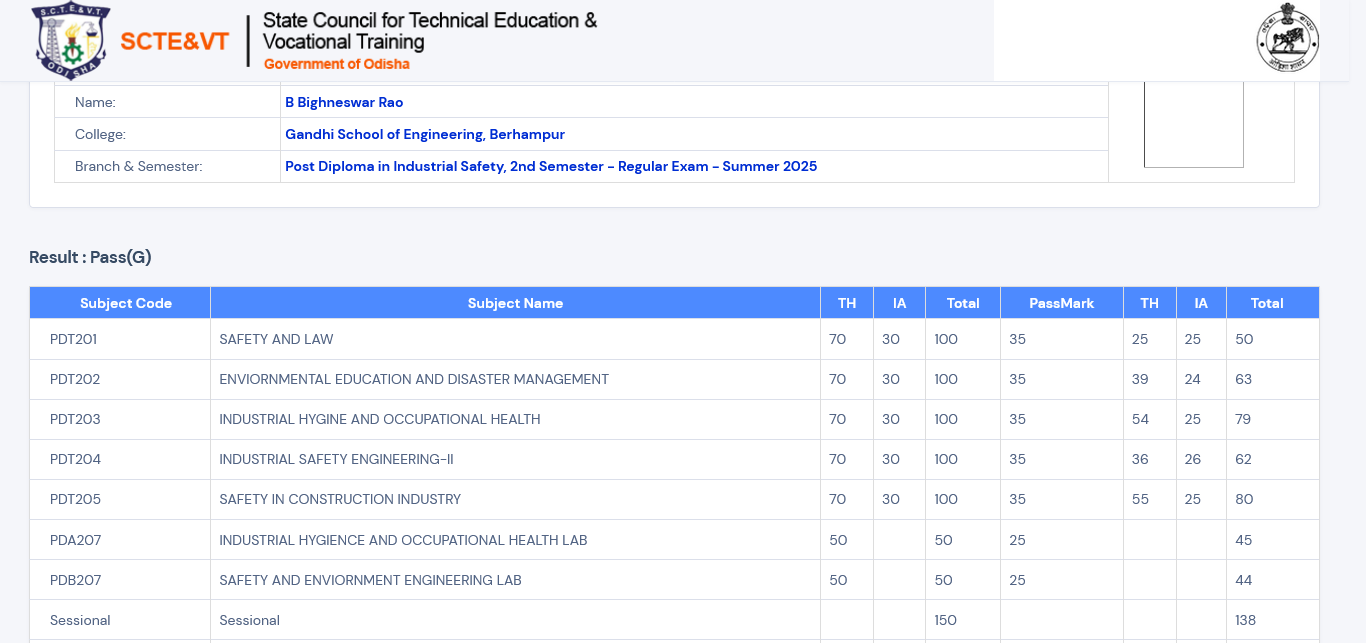 S.C.T.E.&V.T.
ODISHA
SCTE&VT
State Council for Technical Education &
Vocational Training
Government of Odisha
Name: B Bighneswar Rao
College: Gandhi School of Engineering, Berhampur
Branch & Semester: Post Diploma in Industrial Safety, 2nd Semester - Regular Exam - Summer 2025
Result : Pass(G)
Subject Code Subject Name TH IA Total PassMark TH IA Total
PDT201 SAFETY AND LAW 70 30 100 35 25 25 50
PDT202 ENVIORNMENTAL EDUCATION AND DISASTER MANAGEMENT 70 30 100 35 39 24 63
PDT203 INDUSTRIAL HYGINE AND OCCUPATIONAL HEALTH 70 30 100 35 54 25 79
PDT204 INDUSTRIAL SAFETY ENGINEERING-II 70 30 100 35 36 26 62
PDT205 SAFETY IN CONSTRUCTION INDUSTRY 70 30 100 35 55 25 80
PDA207 INDUSTRIAL HYGIENCE AND OCCUPATIONAL HEALTH LAB 50 50 25 45
PDB207 SAFETY AND ENVIORNMENT ENGINEERING LAB 50 50 25 44
Sessional Sessional 150 138